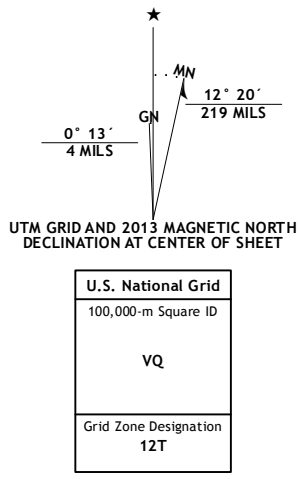 MN
12° 20´
219 MILS
GN
0° 13´
4 MILS
UTM GRID AND 2013 MAGNETIC NORTH
DECLINATION AT CENTER OF SHEET
U.S. National Grid
100,000-m Square ID
VQ
Grid Zone Designation
12T